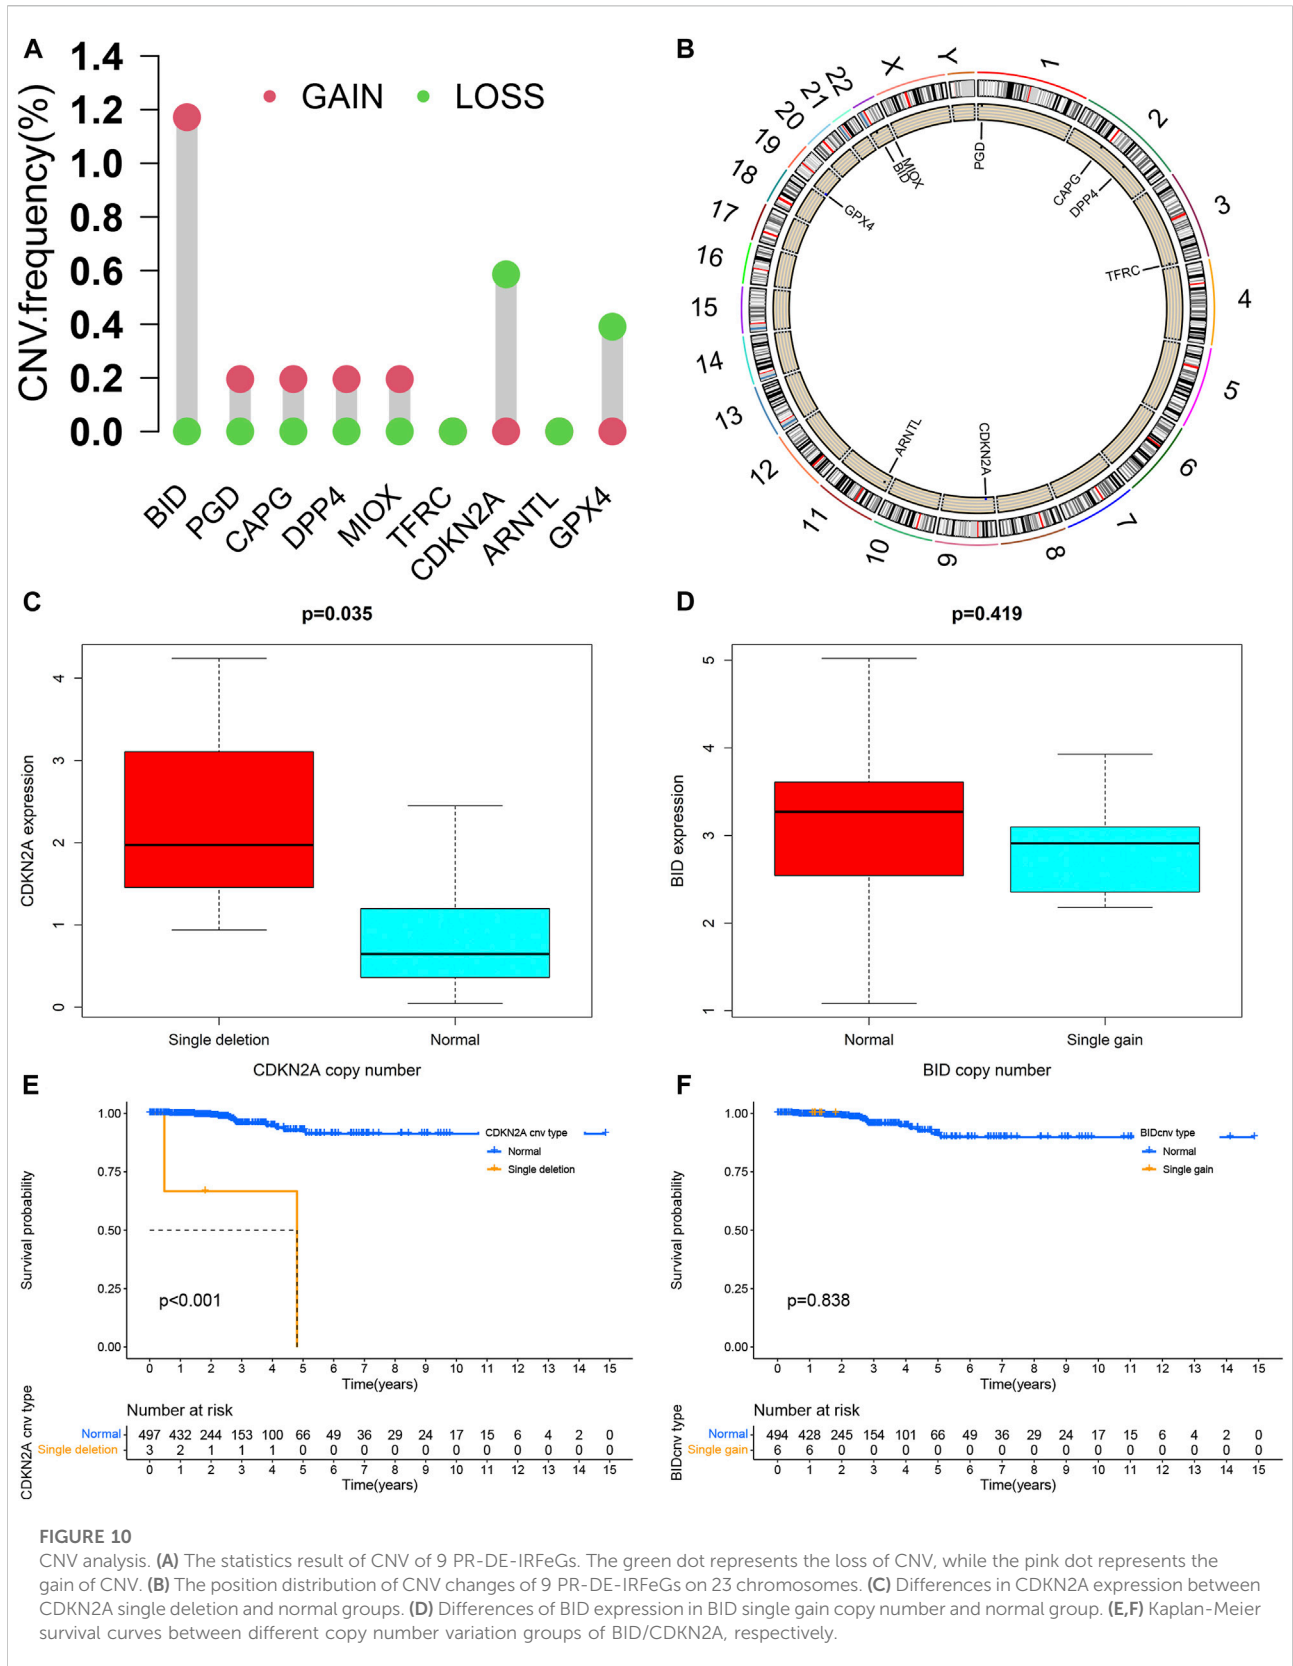 A
1.4
1.2
1.0
0.8
0.6
0.4
0.2
0.0
CNV.frequency(%)
GAIN
LOSS
BID
PGD
CAPG
DPP4
MIOX
TFRC
CDKN2A
ARNTL
GPX4
B
1
2
3
4
5
6
7
8
9
10
11
12
13
14
15
16
17
18
19
20
21
22
X
Y
PGD
CAPG
DPP4
TFRC
CDKN2A
ARNTL
GPX4
BID
MIOX
C
p=0.035
CDKN2A expression
4
3
2
1
0
Single deletion
Normal
CDKN2A copy number
D
p=0.419
BID expression
5
4
3
2
1
Normal
Single gain
BID copy number
E
Survival probability
1.00
0.75
0.50
0.25
0.00
CDKN2A cnv type
Normal
Single deletion
p<0.001
0 1 2 3 4 5 6 7 8 9 10 11 12 13 14 15
Time(years)
Number at risk
CDKN2A cnv type
Normal 497 432 244 153 100 66 49 36 29 24 17 15 6 4 2 0
Single deletion 3 2 1 1 1 0 0 0 0 0 0 0 0 0 0 0
0 1 2 3 4 5 6 7 8 9 10 11 12 13 14 15
Time(years)
F
Survival probability
1.00
0.75
0.50
0.25
0.00
BIDcnv type
Normal
Single gain
p=0.838
0 1 2 3 4 5 6 7 8 9 10 11 12 13 14 15
Time(years)
Number at risk
BIDcnv type
Normal 494 428 245 154 101 66 49 36 29 24 17 15 6 4 2 0
Single gain 6 6 0 0 0 0 0 0 0 0 0 0 0 0 0 0
0 1 2 3 4 5 6 7 8 9 10 11 12 13 14 15
Time(years)
FIGURE 10
CNV analysis. (A) The statistics result of CNV of 9 PR-DE-IRFeGs. The green dot represents the loss of CNV, while the pink dot represents the
gain of CNV. (B) The position distribution of CNV changes of 9 PR-DE-IRFeGs on 23 chromosomes. (C) Differences in CDKN2A expression between
CDKN2A single deletion and normal groups. (D) Differences of BID expression in BID single gain copy number and normal group. (E,F) Kaplan-Meier
survival curves between different copy number variation groups of BID/CDKN2A, respectively.